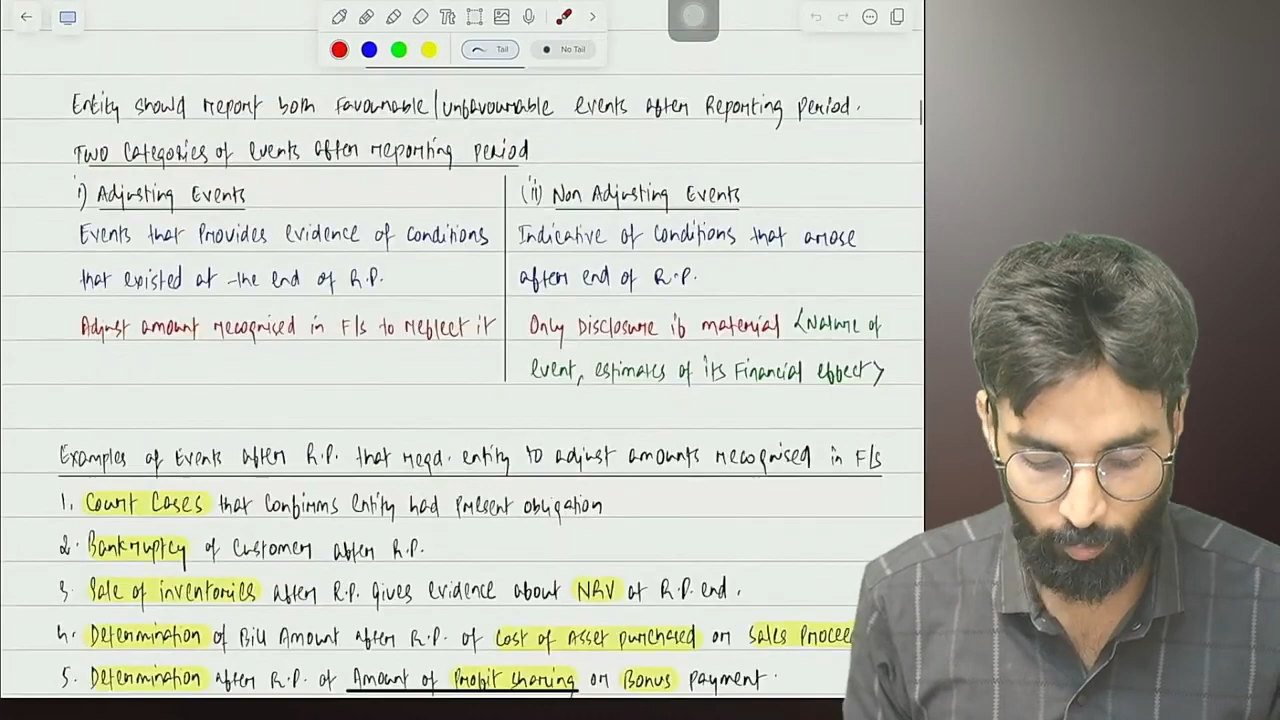 Tail
No Tail
Entity should report both favourable/unfavourable events after Reporting period.
Two Categories of events after reporting period
i) Adjusting Events
Events that Provides evidence of conditions
that existed at the end of R.P.
Adjust amount recognised in F/s to reflect it
(ii) Non Adjusting Events
Indicative of Conditions that arose
after end of R.P.
Only Disclosure if material <Nature of
event, estimates of its Financial effect>
Examples of Events after R.P. that reqd. entity to adjust amounts recognised in F/s
1. Court Cases that confirms entity had present obligation
2. Bankruptcy of Customer after R.P.
3. Sale of inventories after R.P. gives evidence about NRV at R.P. end.
4. Determination of Bill Amount after R.P. of Cost of Asset purchased or Sales Procee
5. Determination after R.P. of Amount of Profit sharing or Bonus payment.